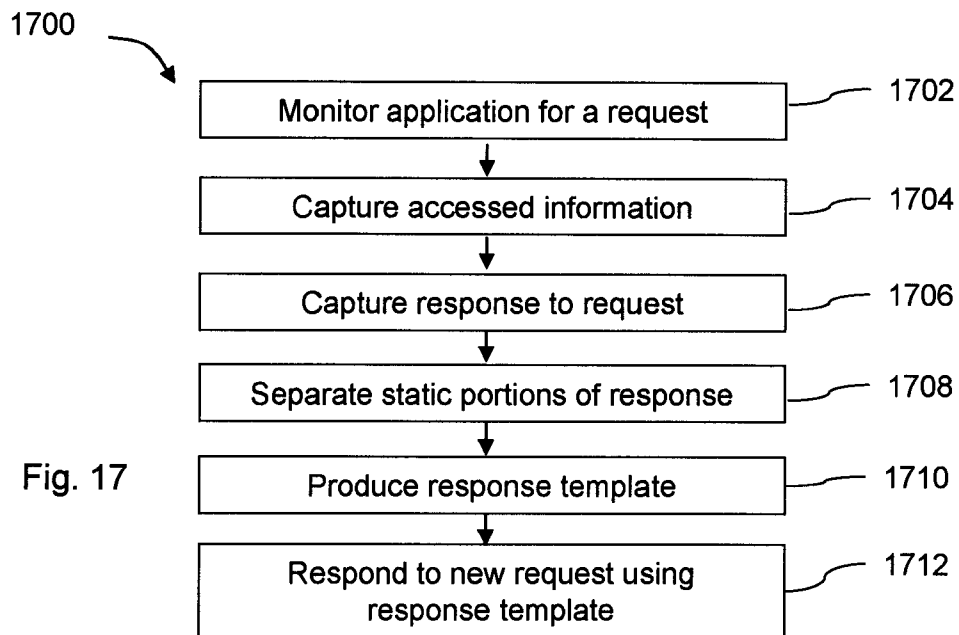 1700
Monitor application for a request
1702
Capture accessed information
1704
Capture response to request
1706
Separate static portions of response
1708
Fig. 17
Produce response template
1710
Respond to new request using
response template
1712